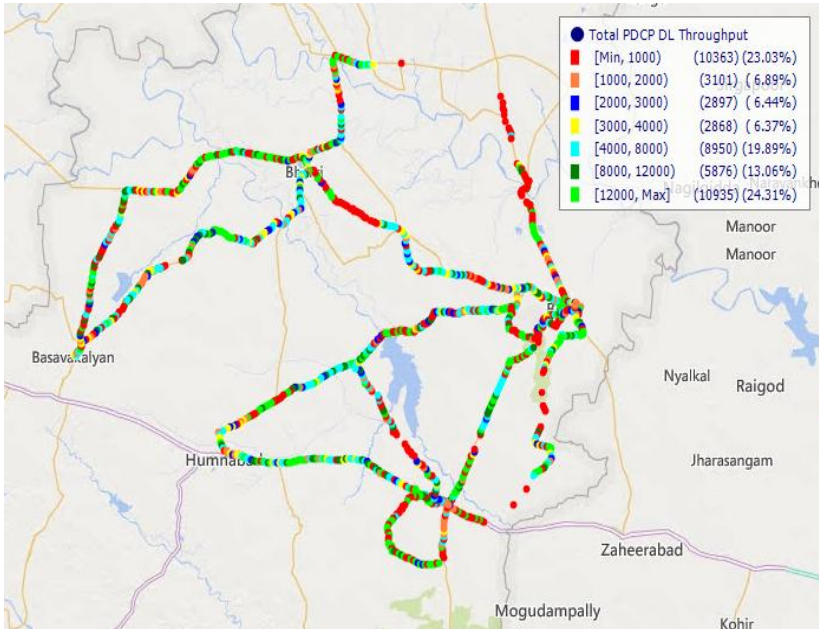 Total PDCP DL Throughput
[Min, 1000) (10363) (23.03%)
[1000, 2000) (3101) ( 6.89%)
[2000, 3000) (2897) ( 6.44%)
[3000, 4000) (2868) ( 6.37%)
[4000, 8000) (8950) (19.89%)
[8000, 12000) (5876) (13.06%)
[12000, Max] (10935) (24.31%)
Manoor
Manoor
Basavakalyan
Nyalkal
Raigod
Humnabad
Jharasangam
Zaheerabad
Mogudampally
Kohir